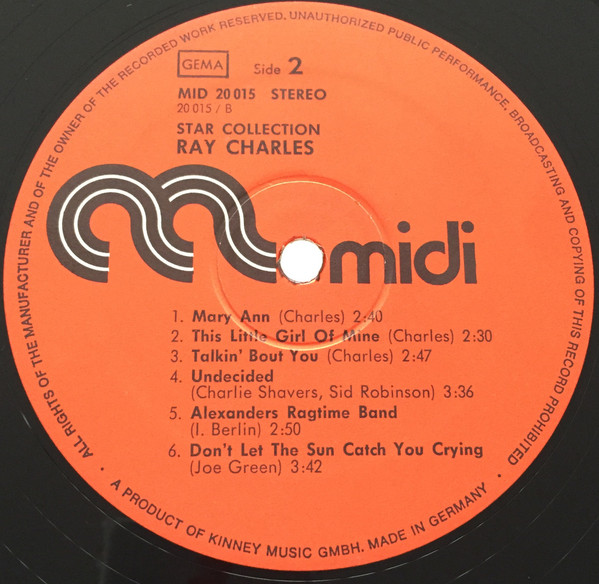 ALL RIGHTS OF THE MANUFACTURER AND OF THE OWNER OF THE RECORDED WORK RESERVED. UNAUTHORIZED PUBLIC PERFORMANCE, BROADCASTING AND COPYING OF THIS RECORD PROHIBITED
GEMA Side 2
MID 20 015 STEREO
20 015 / B
STAR COLLECTION
RAY CHARLES
midi
1. Mary Ann (Charles) 2:40
2. This Little Girl Of Mine (Charles) 2:30
3. Talkin' Bout You (Charles) 2:47
4. Undecided
(Charlie Shavers, Sid Robinson) 3:36
5. Alexanders Ragtime Band
(I. Berlin) 2:50
6. Don't Let The Sun Catch You Crying
(Joe Green) 3:42
· A PRODUCT OF KINNEY MUSIC GMBH. MADE IN GERMANY ·